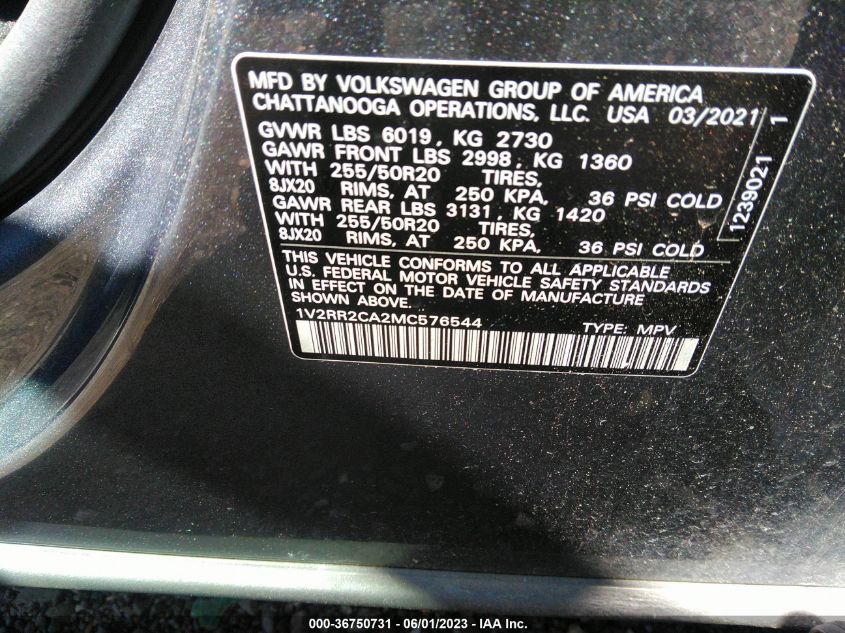 MFD BY VOLKSWAGEN GROUP OF AMERICA
CHATTANOOGA OPERATIONS, LLC. USA 03/2021
GVWR LBS 6019, KG 2730
GAWR FRONT LBS 2998, KG 1360
WITH 255/50R20 TIRES,
8JX20 RIMS, AT 250 KPA, 36 PSI COLD
GAWR REAR LBS 3131, KG 1420
WITH 255/50R20 TIRES,
8JX20 RIMS, AT 250 KPA, 36 PSI COLD
THIS VEHICLE CONFORMS TO ALL APPLICABLE
U.S. FEDERAL MOTOR VEHICLE SAFETY STANDARDS
IN EFFECT ON THE DATE OF MANUFACTURE
SHOWN ABOVE.
1V2RR2CA2MC576544 TYPE: MPV
1239021 1
000-36750731 - 06/01/2023 - IAA Inc.